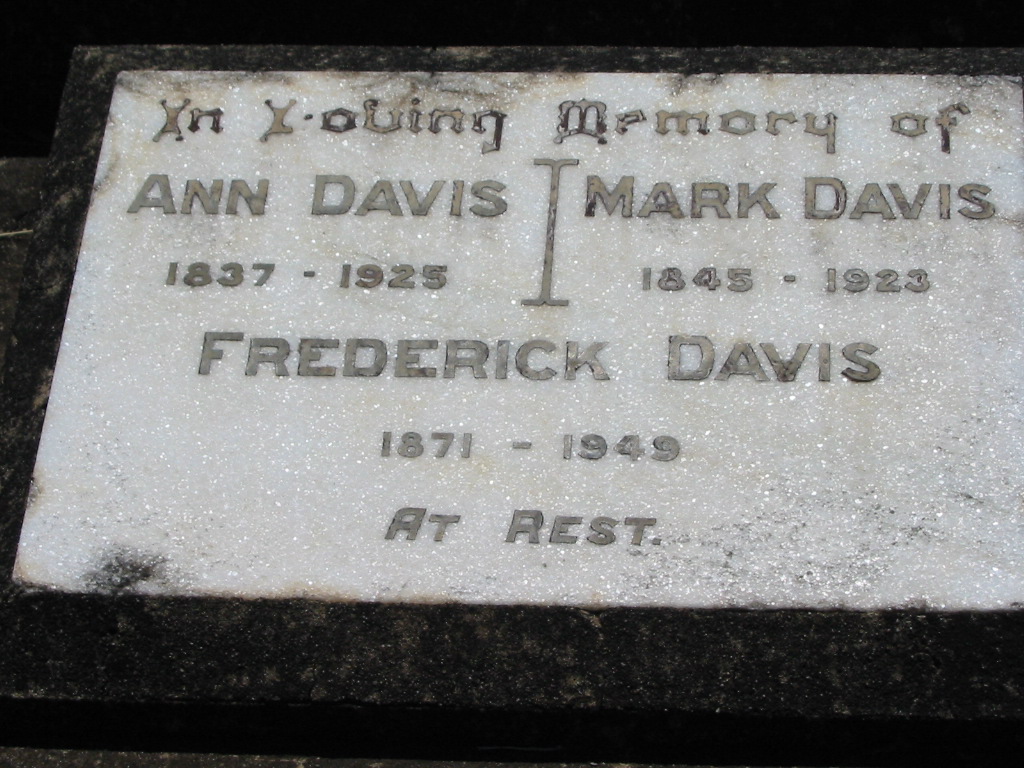 In Loving Memory of
ANN DAVIS MARK DAVIS
1837 - 1925 1845 - 1923
FREDERICK DAVIS
1871 - 1949
AT REST.